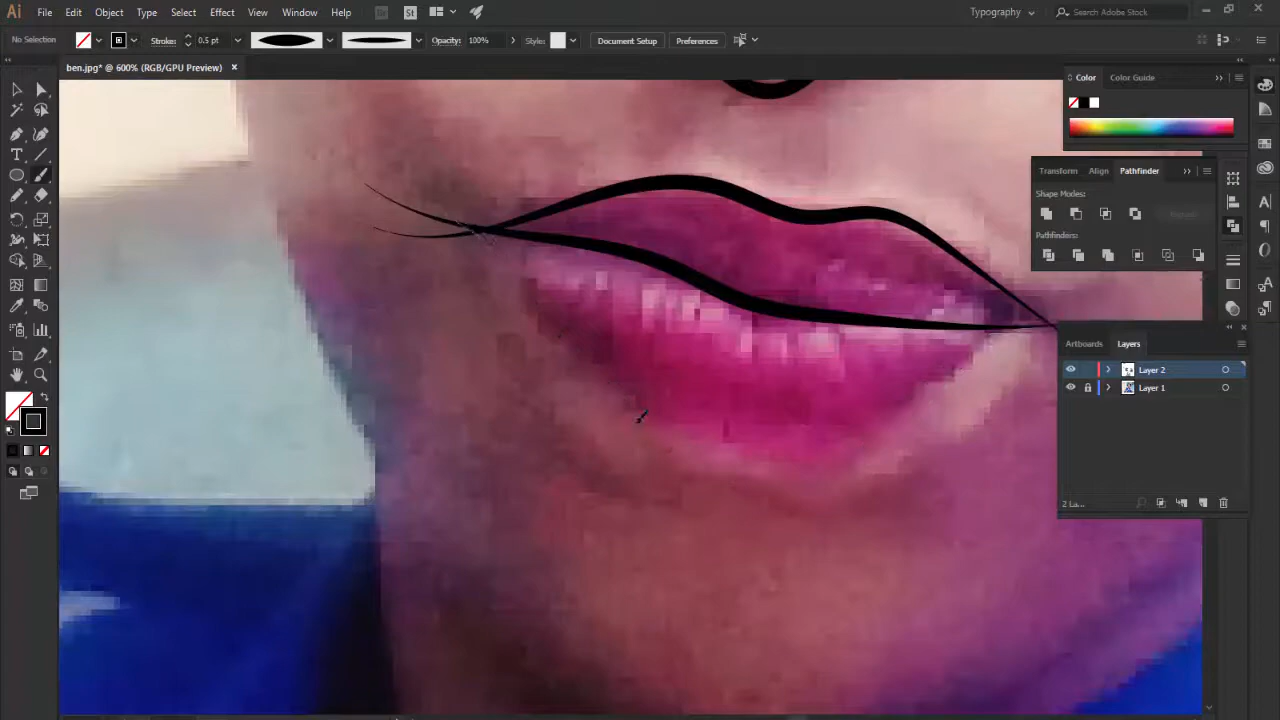 Ai File Edit Object Type Select Effect View Window Help Br St Typography Search Adobe Stock
No Selection Stroke: 0.5 pt Opacity: 100% Style: Document Setup Preferences
ben.jpg* @ 600% (RGB/GPU Preview)
Color Color Guide
Transform Align Pathfinder
Shape Modes:
Pathfinders:
Artboards Layers
Layer 2
Layer 1
2 La...